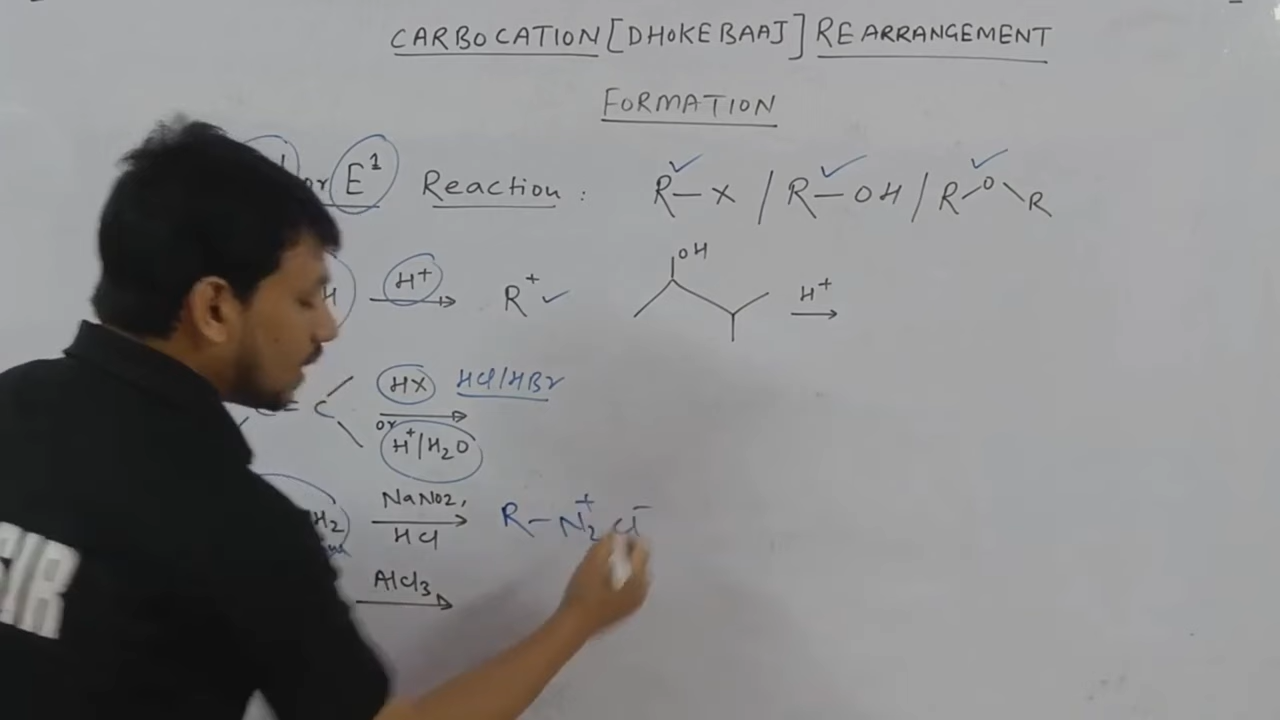 CARBOCATION [DHOKEBAAJ] REARRANGEMENT
FORMATION
or E¹ Reaction : R-X / R-OH / R-O-R
H⁺ R⁺ OH H⁺
C HX HCl/HBr
or
H⁺/H₂O
H₂ NaNO2, R-N₂⁺Cl⁻
HCl
AlCl₃
SIR